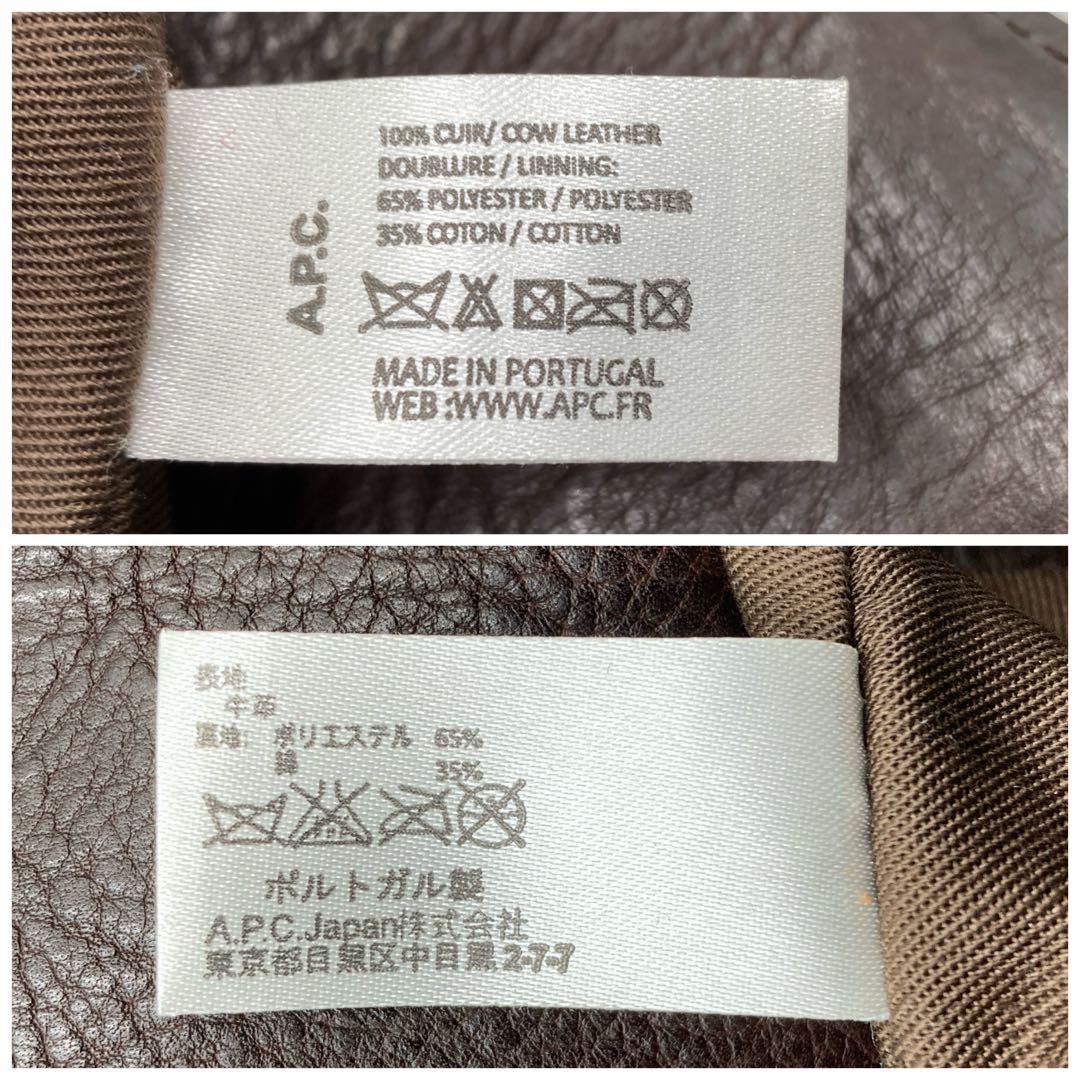 A.P.C.
100% CUIR/ COW LEATHER
DOUBLURE / LINNING:
65% POLYESTER / POLYESTER
35% COTON / COTTON
MADE IN PORTUGAL
WEB :WWW.APC.FR
表地
牛革
裏地: ポリエステル 65%
綿 35%
ポルトガル製
A.P.C.Japan株式会社
東京都目黒区中目黒2-7-7